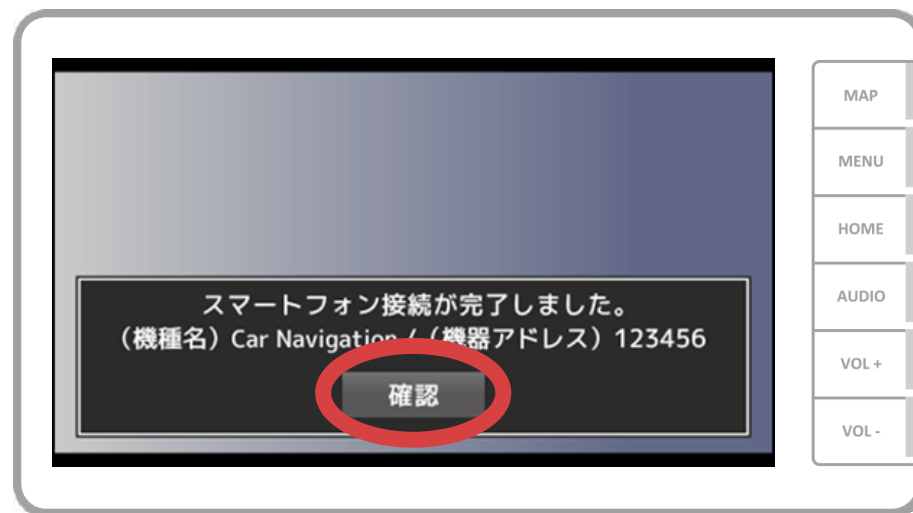 スマートフォン接続が完了しました。
（機種名）Car Navigation /（機器アドレス）123456
確認
MAP
MENU
HOME
AUDIO
VOL +
VOL -